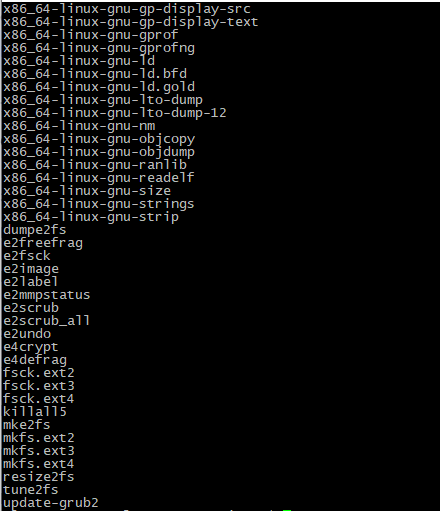 x86_64-linux-gnu-gp-display-src
x86_64-linux-gnu-gp-display-text
x86_64-linux-gnu-gprof
x86_64-linux-gnu-gprofng
x86_64-linux-gnu-ld
x86_64-linux-gnu-ld.bfd
x86_64-linux-gnu-ld.gold
x86_64-linux-gnu-lto-dump
x86_64-linux-gnu-lto-dump-12
x86_64-linux-gnu-nm
x86_64-linux-gnu-objcopy
x86_64-linux-gnu-objdump
x86_64-linux-gnu-ranlib
x86_64-linux-gnu-readelf
x86_64-linux-gnu-size
x86_64-linux-gnu-strings
x86_64-linux-gnu-strip
dumpe2fs
e2freefrag
e2fsck
e2image
e2label
e2mmpstatus
e2scrub
e2scrub_all
e2undo
e4crypt
e4defrag
fsck.ext2
fsck.ext3
fsck.ext4
killall5
mke2fs
mkfs.ext2
mkfs.ext3
mkfs.ext4
resize2fs
tune2fs
update-grub2